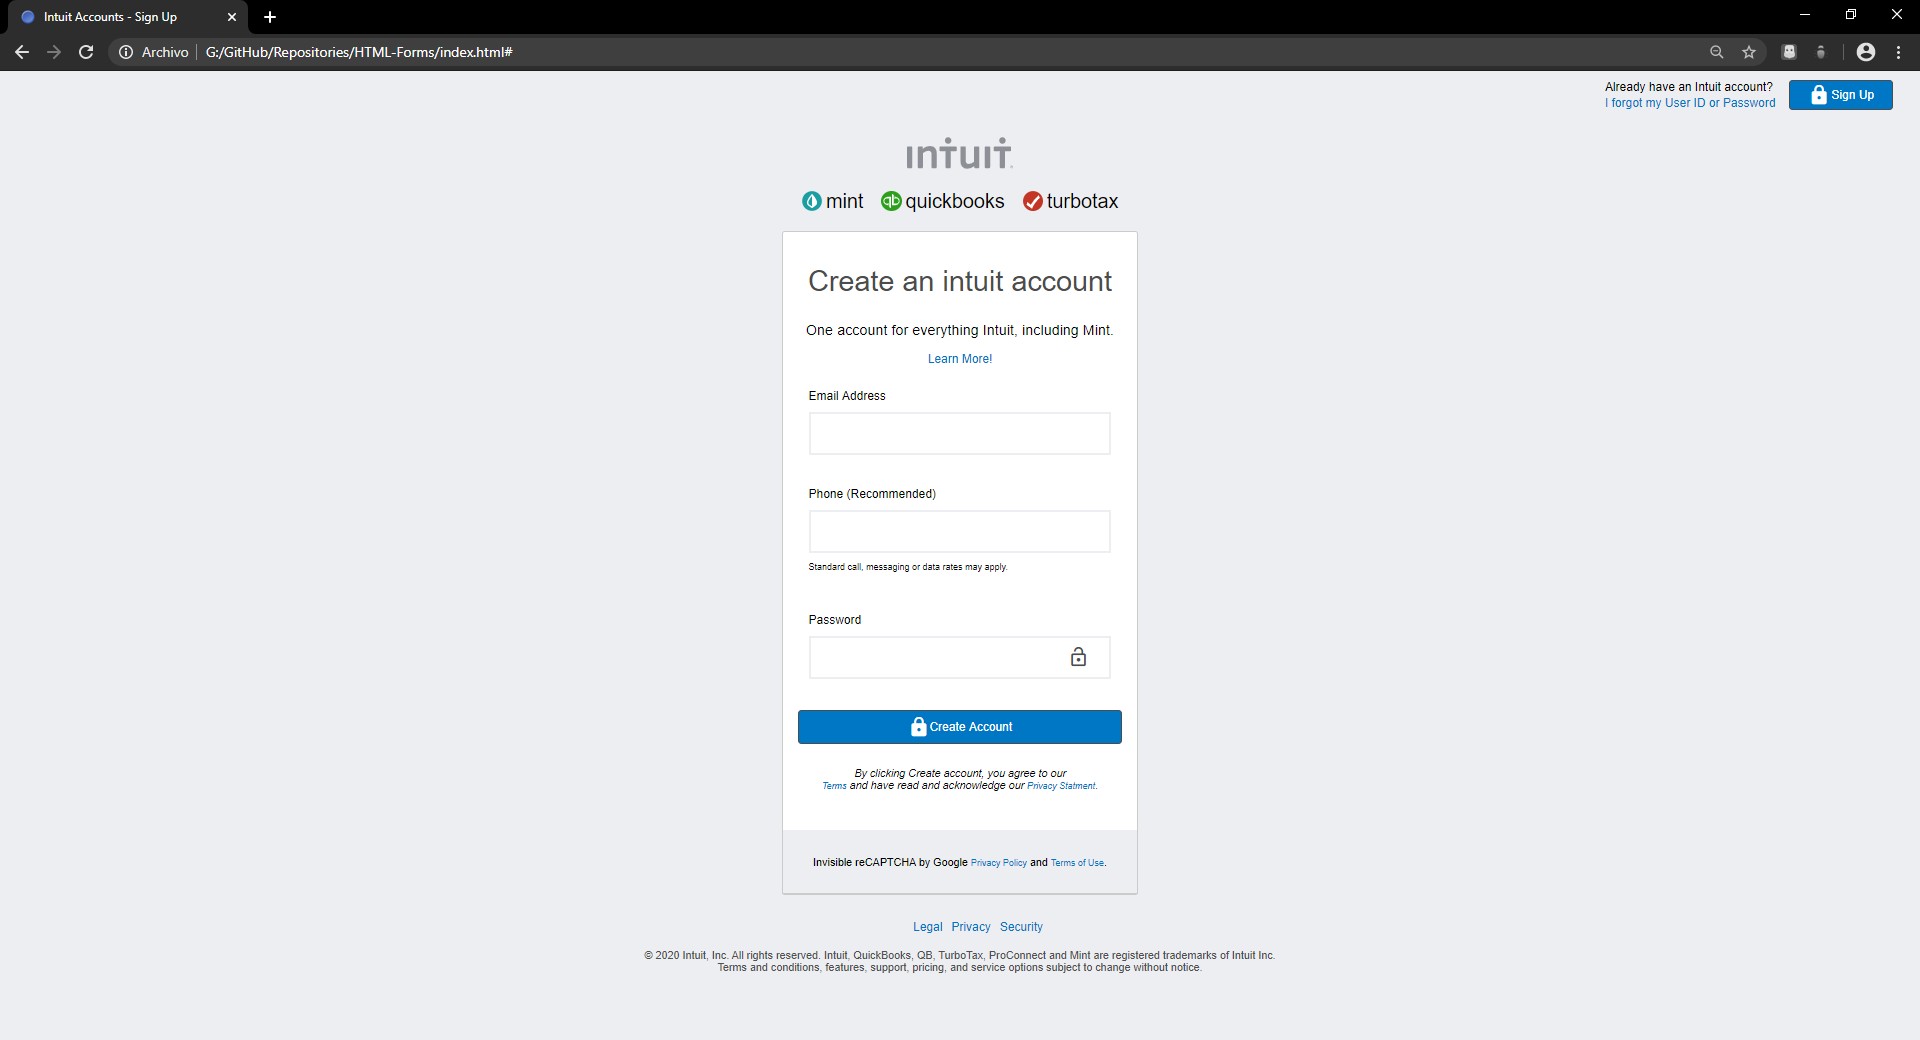 Intuit Accounts - Sign Up
Archivo G:/GitHub/Repositories/HTML-Forms/index.html#
Already have an Intuit account?
I forgot my User ID or Password
Sign Up
intuit
mint quickbooks turbotax
Create an intuit account
One account for everything Intuit, including Mint.
Learn More!
Email Address
Phone (Recommended)
Standard call, messaging or data rates may apply.
Password
Create Account
By clicking Create account, you agree to our
Terms and have read and acknowledge our Privacy Statment.
Invisible reCAPTCHA by Google Privacy Policy and Terms of Use.
Legal Privacy Security
© 2020 Intuit, Inc. All rights reserved. Intuit, QuickBooks, QB, TurboTax, ProConnect and Mint are registered trademarks of Intuit Inc.
Terms and conditions, features, support, pricing, and service options subject to change without notice.